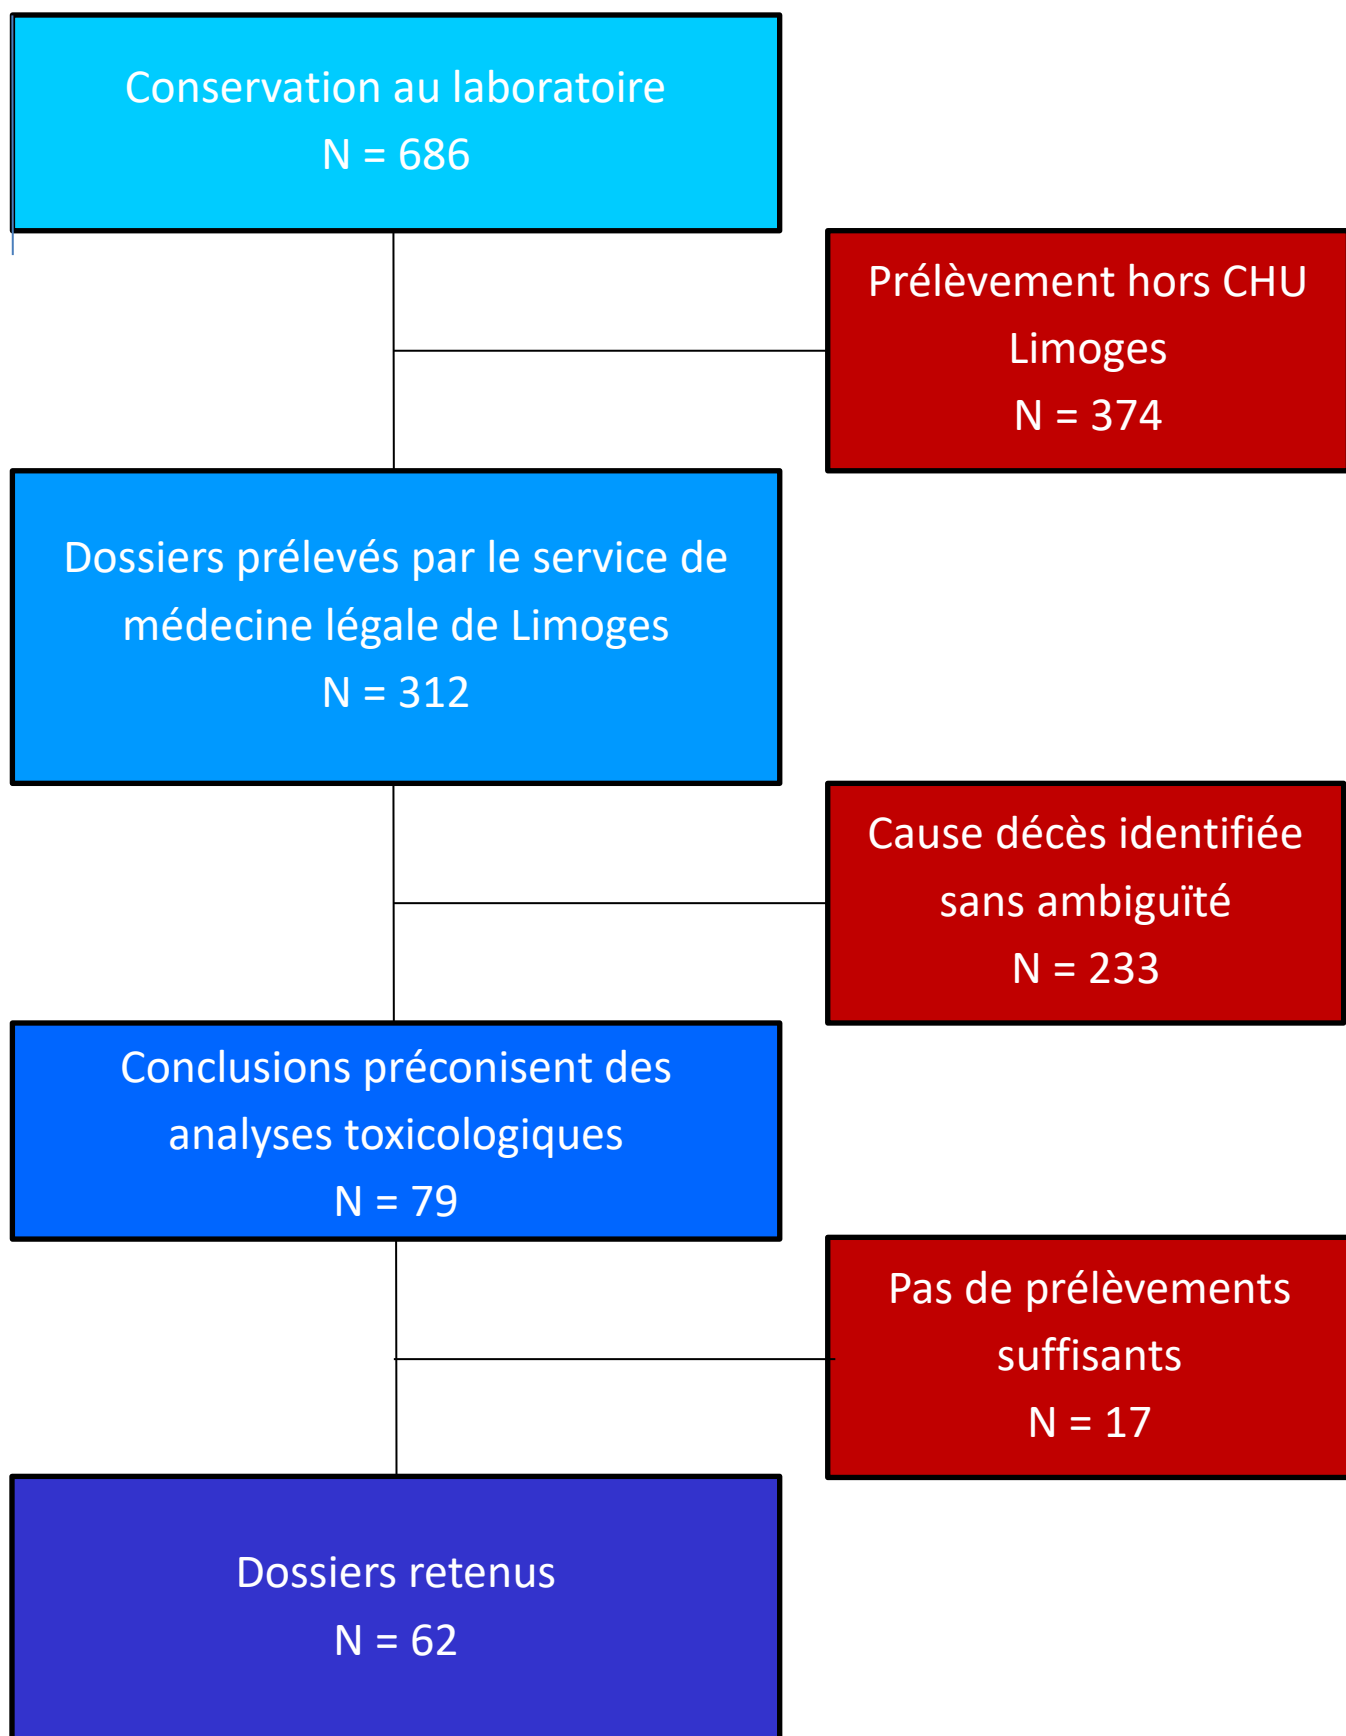 Conservation au laboratoire
N = 686
Prélèvement hors CHU
Limoges
N = 374
Dossiers prélevés par le service de
médecine légale de Limoges
N = 312
Cause décès identifiée
sans ambiguïté
N = 233
Conclusions préconisent des
analyses toxicologiques
N = 79
Pas de prélèvements
suffisants
N = 17
Dossiers retenus
N = 62